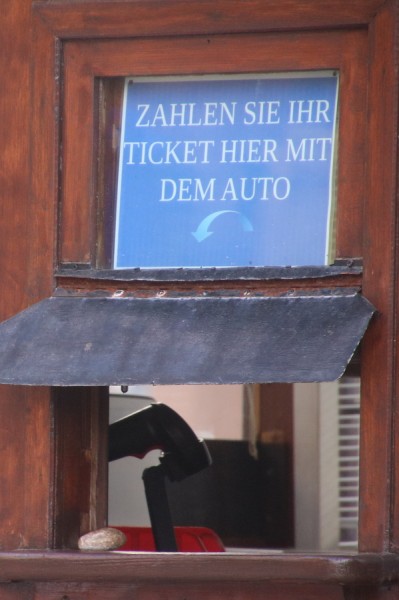 ZAHLEN SIE IHR
TICKET HIER MIT
DEM AUTO